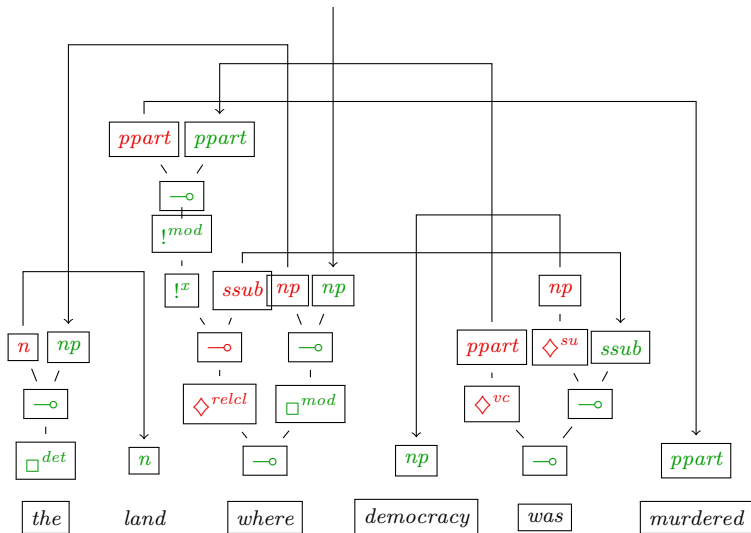 ppart ppart
⊸
!^mod
!^x ssub np np np
n np ⊸ ⊸ ppart ◇^su ssub
⊸ ◇^relcl □^mod ◇^vc ⊸
□^det n ⊸ np ⊸ ppart
the land where democracy was murdered